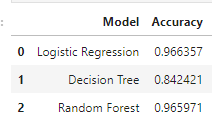 Model Accuracy
0 Logistic Regression 0.966357
1 Decision Tree 0.842421
2 Random Forest 0.965971